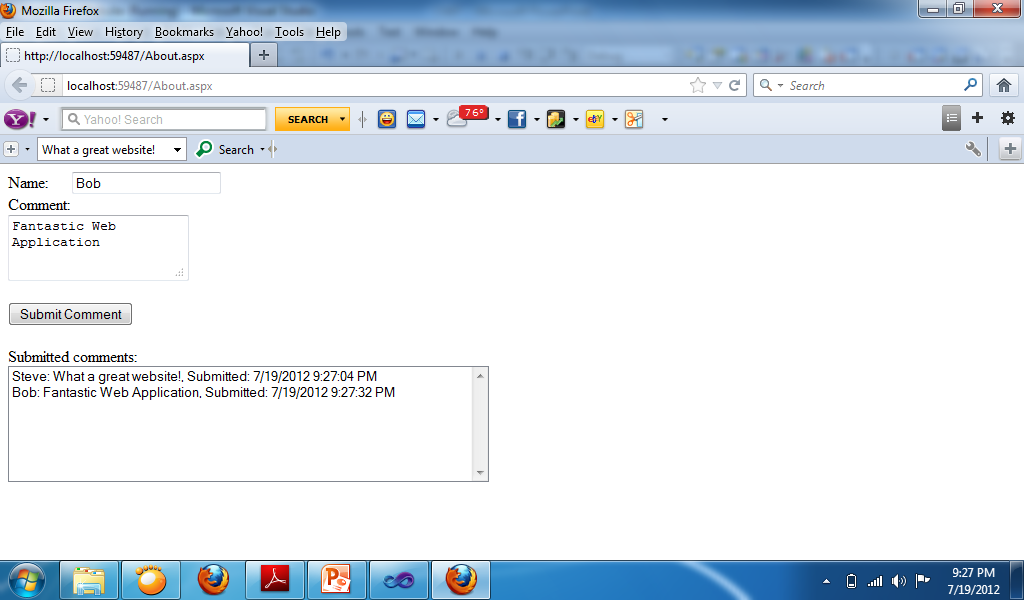 Mozilla Firefox
File Edit View History Bookmarks Yahoo! Tools Help
http://localhost:59487/About.aspx
localhost:59487/About.aspx
Search
Y!
Yahoo! Search
SEARCH
76°
What a great website!
Search
Name: Bob
Comment:
Fantastic Web
Application
Submit Comment
Submitted comments:
Steve: What a great website!, Submitted: 7/19/2012 9:27:04 PM
Bob: Fantastic Web Application, Submitted: 7/19/2012 9:27:32 PM
9:27 PM
7/19/2012